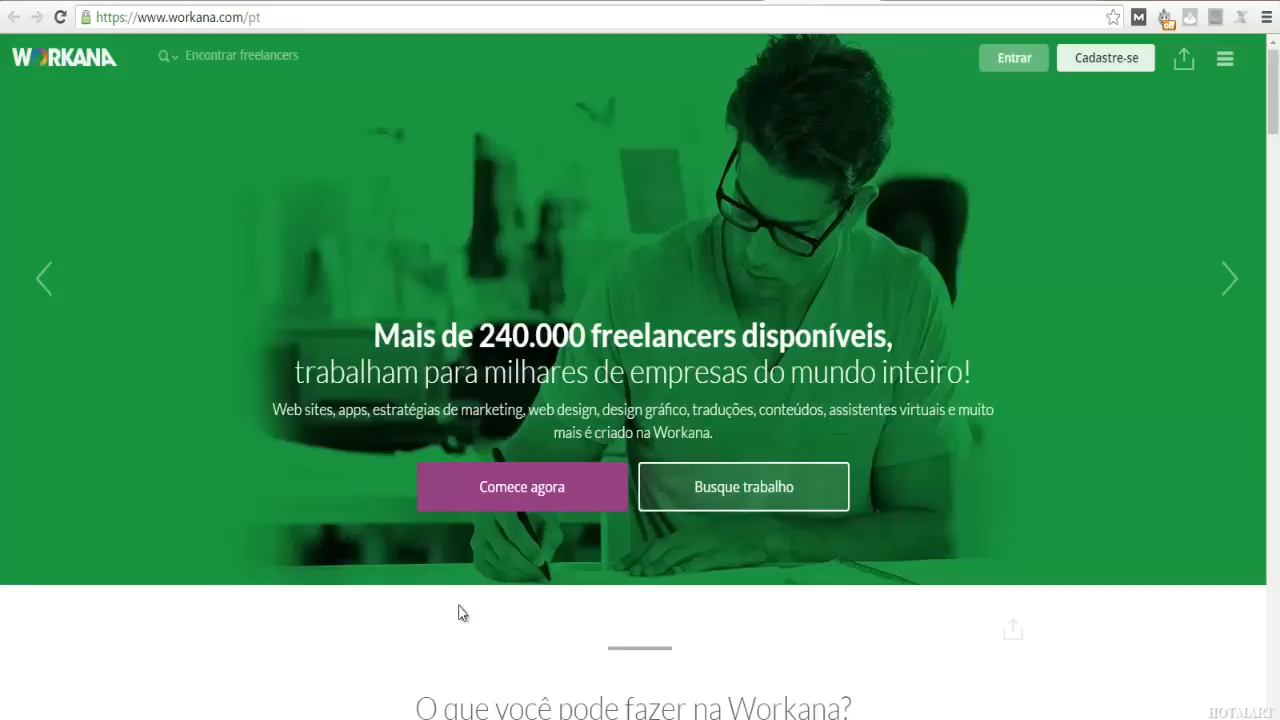 https://www.workana.com/pt
M
off
WORKANA
Encontrar freelancers
Entrar
Cadastre-se
Mais de 240.000 freelancers disponíveis,
trabalham para milhares de empresas do mundo inteiro!
Web sites, apps, estratégias de marketing, web design, design gráfico, traduções, conteúdos, assistentes virtuais e muito
mais é criado na Workana.
Comece agora
Busque trabalho
O que você pode fazer na Workana?
HOTMART